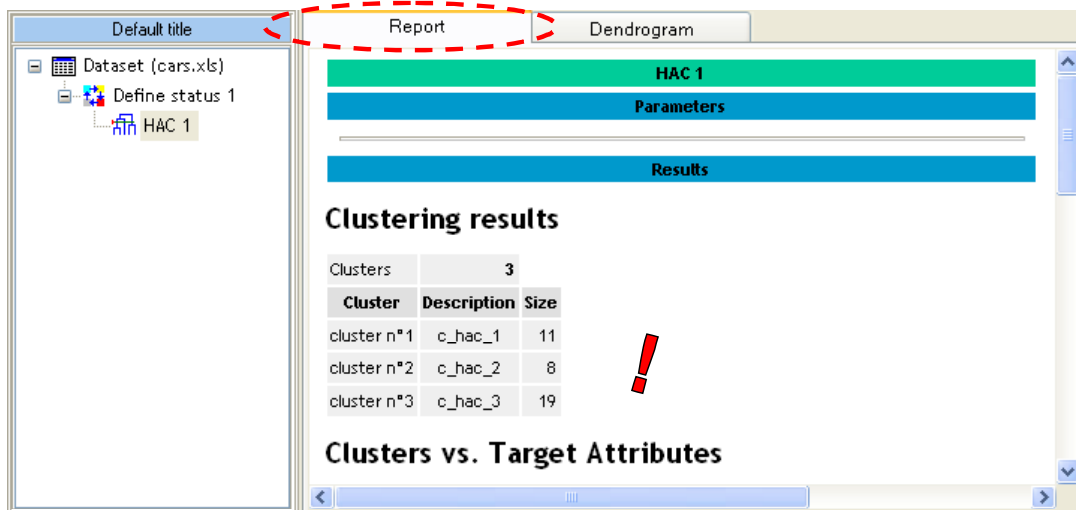 Default title
Dataset (cars.xls)
Define status 1
HAC 1
Report
Dendrogram
HAC 1
Parameters
Results
Clustering results
Clusters 3
Cluster Description Size
cluster n°1 c_hac_1 11
cluster n°2 c_hac_2 8
cluster n°3 c_hac_3 19
!
Clusters vs. Target Attributes